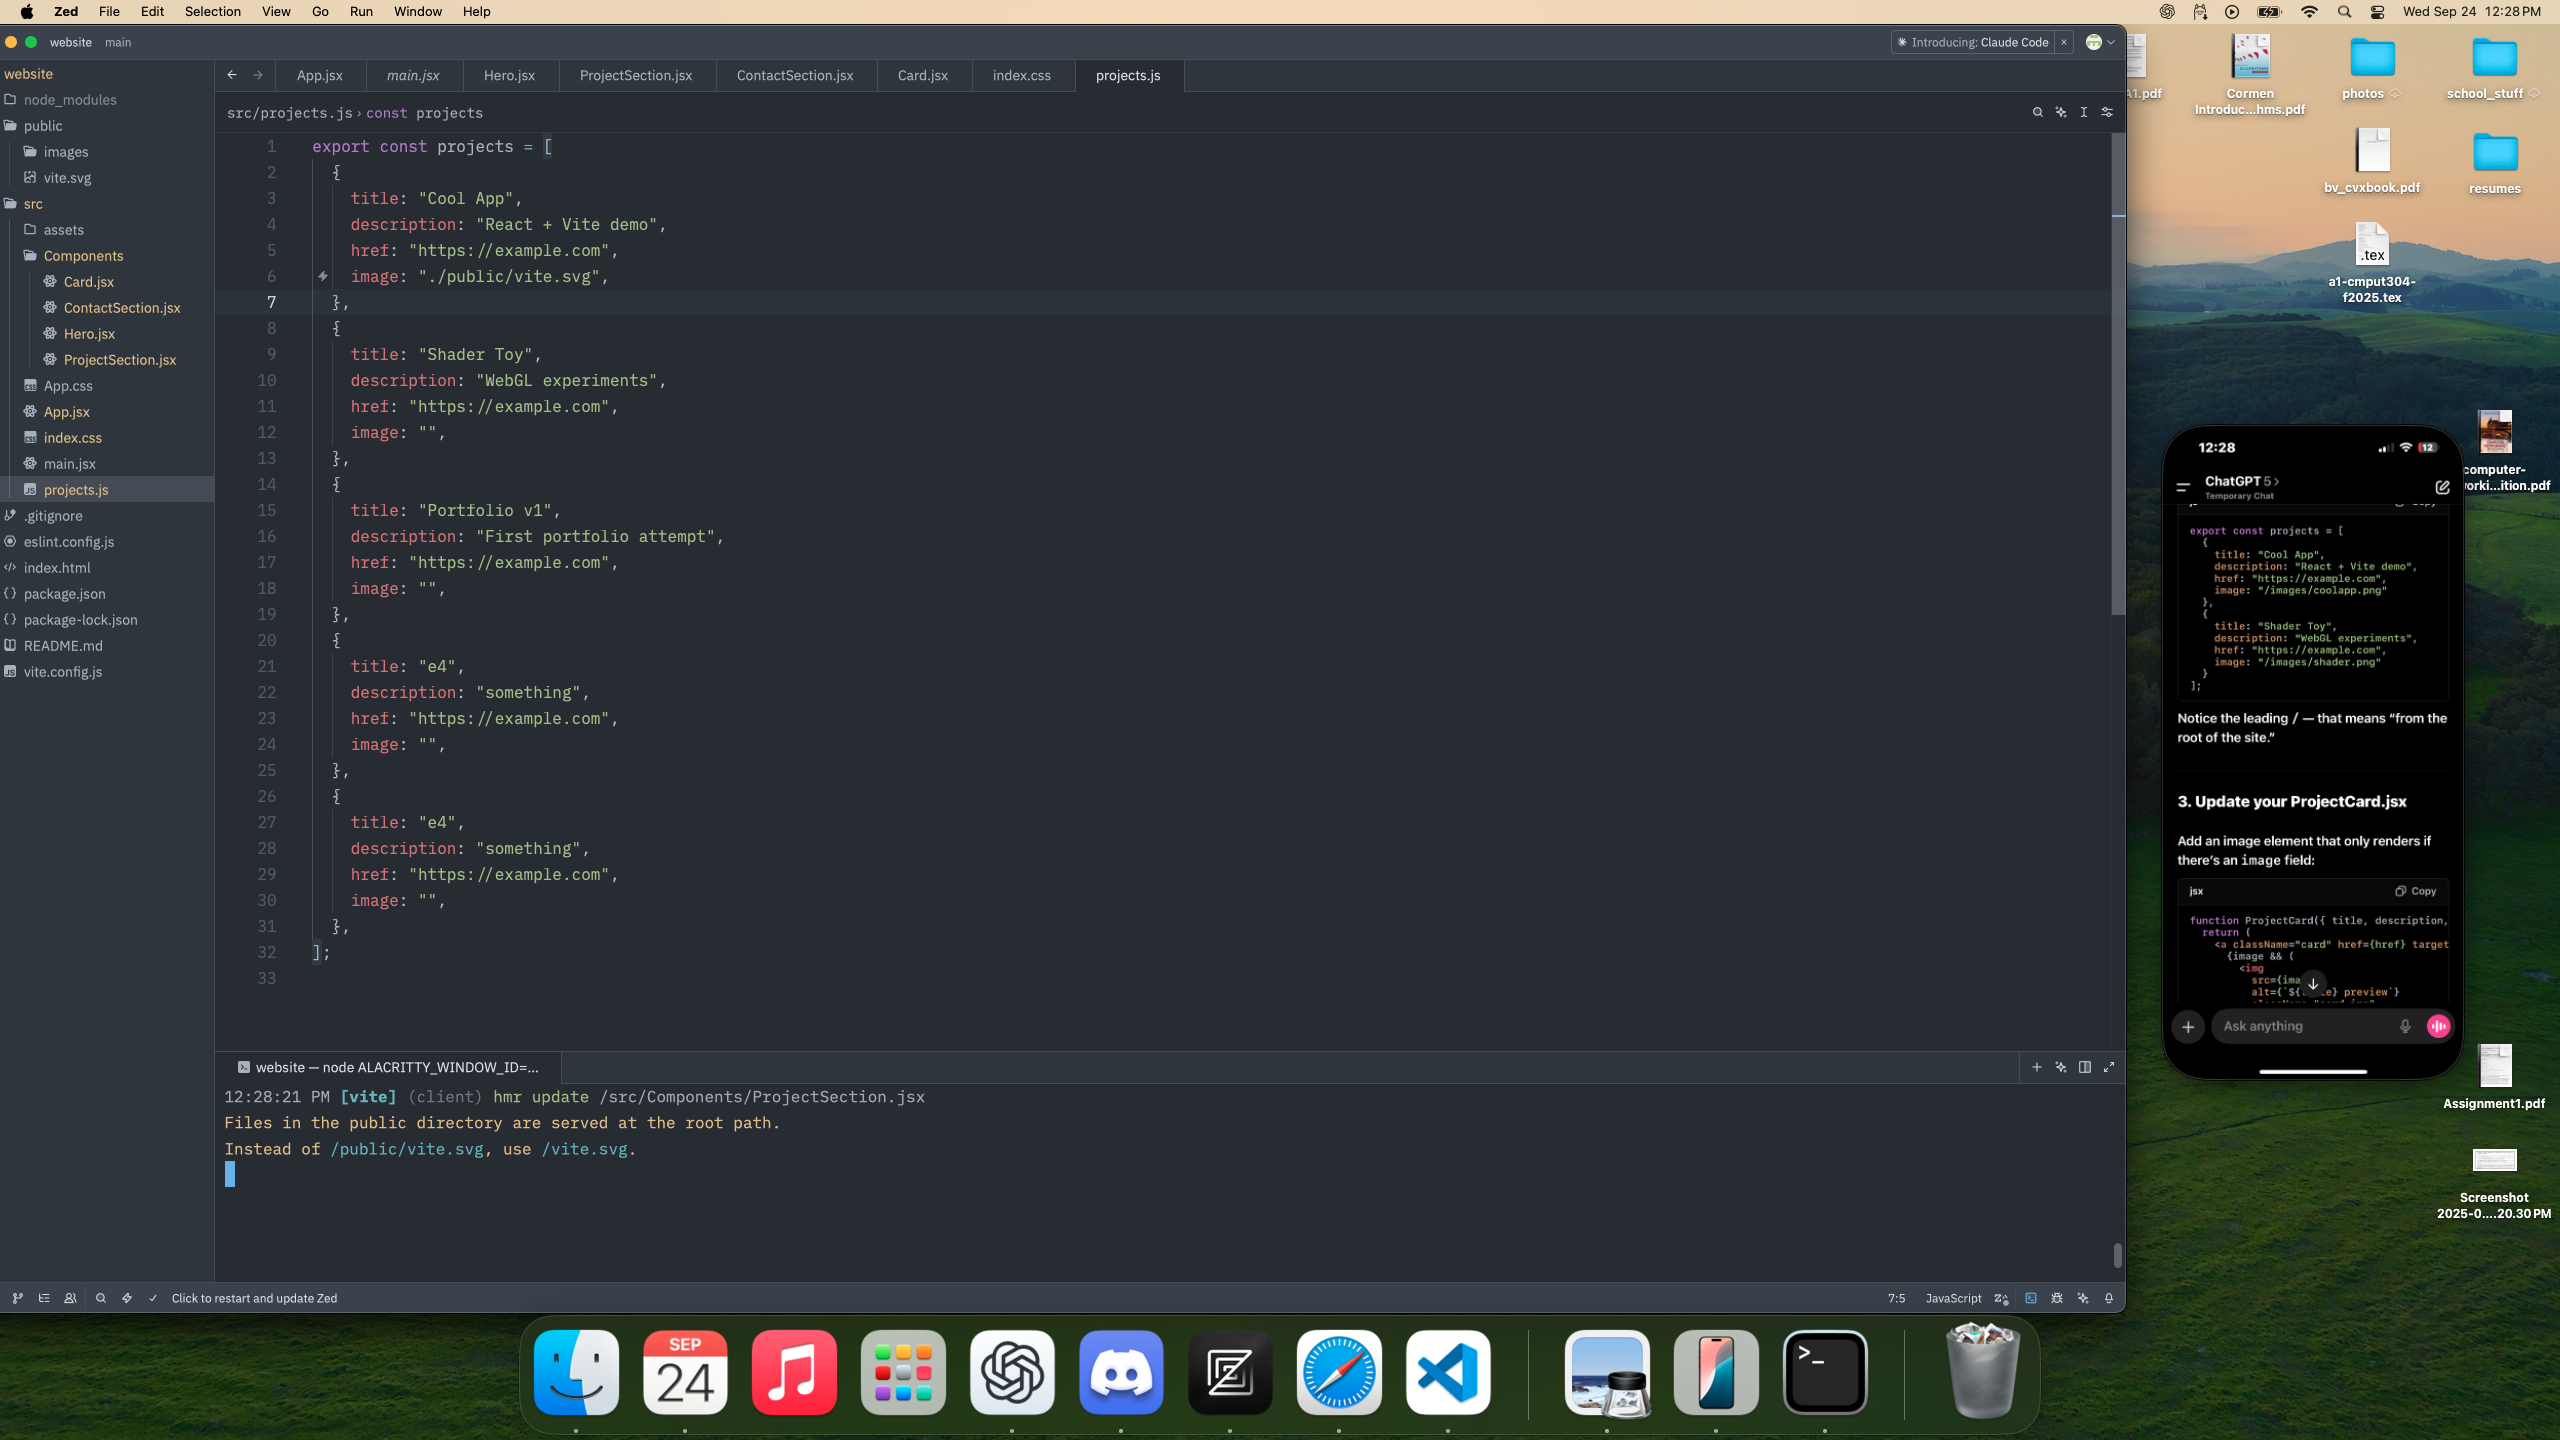 Zed File Edit Selection View Go Run Window Help
Wed Sep 24 12:28 PM
website main
Introducing: Claude Code
website
node_modules
public
images
vite.svg
src
assets
Components
Card.jsx
ContactSection.jsx
Hero.jsx
ProjectSection.jsx
App.css
App.jsx
index.css
main.jsx
projects.js
.gitignore
eslint.config.js
index.html
package.json
package-lock.json
README.md
vite.config.js
App.jsx main.jsx Hero.jsx ProjectSection.jsx ContactSection.jsx Card.jsx index.css projects.js
src/projects.js › const projects
1 export const projects = [
2 {
3 title: "Cool App",
4 description: "React + Vite demo",
5 href: "https://example.com",
6 image: "./public/vite.svg",
7 },
8 {
9 title: "Shader Toy",
10 description: "WebGL experiments",
11 href: "https://example.com",
12 image: "",
13 },
14 {
15 title: "Portfolio v1",
16 description: "First portfolio attempt",
17 href: "https://example.com",
18 image: "",
19 },
20 {
21 title: "e4",
22 description: "something",
23 href: "https://example.com",
24 image: "",
25 },
26 {
27 title: "e4",
28 description: "something",
29 href: "https://example.com",
30 image: "",
31 },
32 ];
33
website — node ALACRITTY_WINDOW_ID=...
12:28:21 PM [vite] (client) hmr update /src/Components/ProjectSection.jsx
Files in the public directory are served at the root path.
Instead of /public/vite.svg, use /vite.svg.
Click to restart and update Zed
7:5 JavaScript
A1.pdf
Cormen
Introduc...hms.pdf
photos
school_stuff
bv_cvxbook.pdf
resumes
.tex
a1-cmput304-
f2025.tex
computer-
...ition.pdf
12:28
12
ChatGPT 5 >
Temporary Chat
export const projects = [
{
title: "Cool App",
description: "React + Vite demo",
href: "https://example.com",
image: "/images/coolapp.png"
},
{
title: "Shader Toy",
description: "WebGL experiments",
href: "https://example.com",
image: "/images/shader.png"
}
];
Notice the leading / — that means “from the
root of the site.”
3. Update your ProjectCard.jsx
Add an image element that only renders if
there’s an image field:
jsx Copy
function ProjectCard({ title, description,
return (
<a className="card" href={href} target
{image && (
<img
src={
alt={`${ } preview`}
Ask anything
Assignment1.pdf
Screenshot
2025-0....20.30 PM
SEP
24
>_